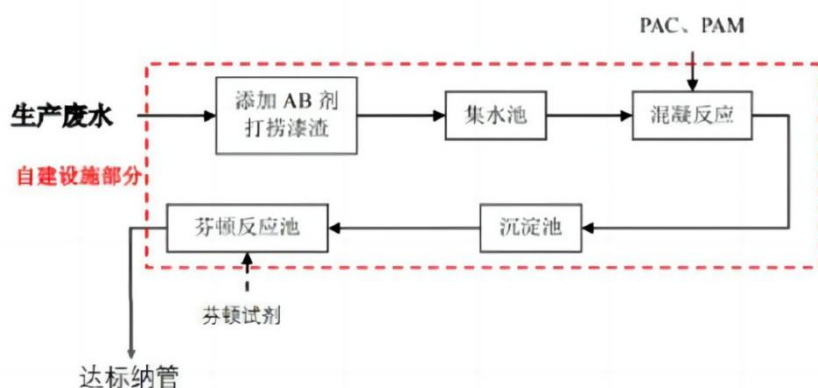 PAC、PAM
生产废水
添加 AB 剂
打捞漆渣
集水池
混凝反应
自建设施部分
芬顿反应池
沉淀池
芬顿试剂
达标纳管